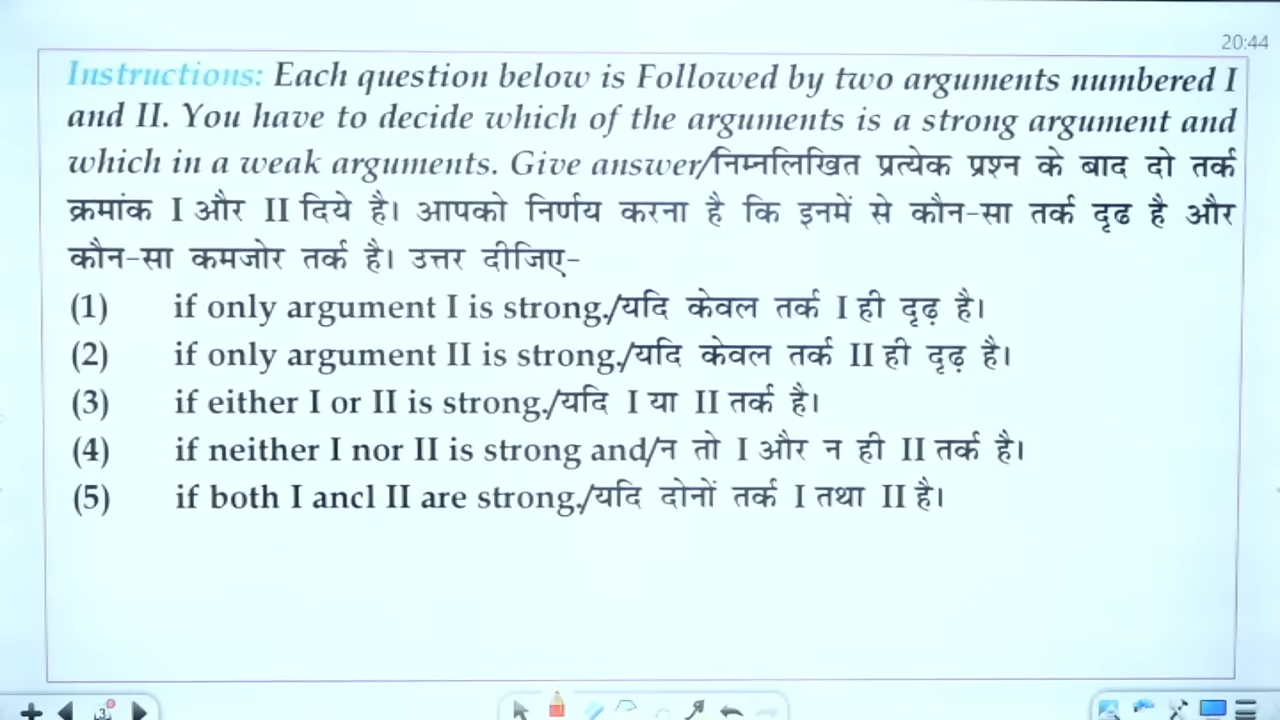 20:44
Instructions: Each question below is Followed by two arguments numbered I
and II. You have to decide which of the arguments is a strong argument and
which in a weak arguments. Give answer/निम्नलिखित प्रत्येक प्रश्न के बाद दो तर्क
क्रमांक I और II दिये है। आपको निर्णय करना है कि इनमें से कौन-सा तर्क दृढ है और
कौन-सा कमजोर तर्क है। उत्तर दीजिए-
(1) if only argument I is strong./यदि केवल तर्क I ही दृढ़ है।
(2) if only argument II is strong./यदि केवल तर्क II ही दृढ़ है।
(3) if either I or II is strong./यदि I या II तर्क है।
(4) if neither I nor II is strong and/न तो I और न ही II तर्क है।
(5) if both I ancl II are strong./यदि दोनों तर्क I तथा II है।
3